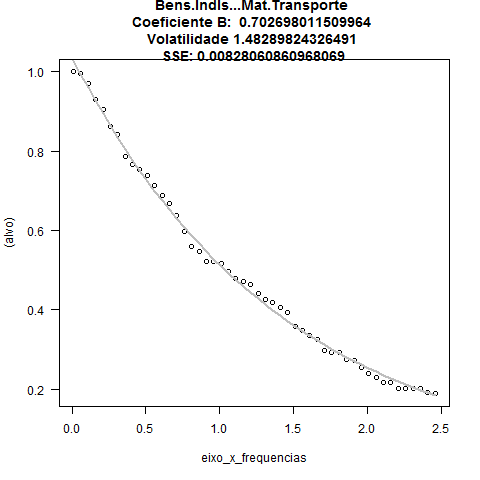 Bens.Indis...Mat.Transporte
Coeficiente B:  0.702698011509964
Volatilidade 1.48289824326491
SSE: 0.00828060860968069
(alvo)
1.0
0.8
0.6
0.4
0.2
0.0
0.5
1.0
1.5
2.0
2.5
eixo_x_frequencias